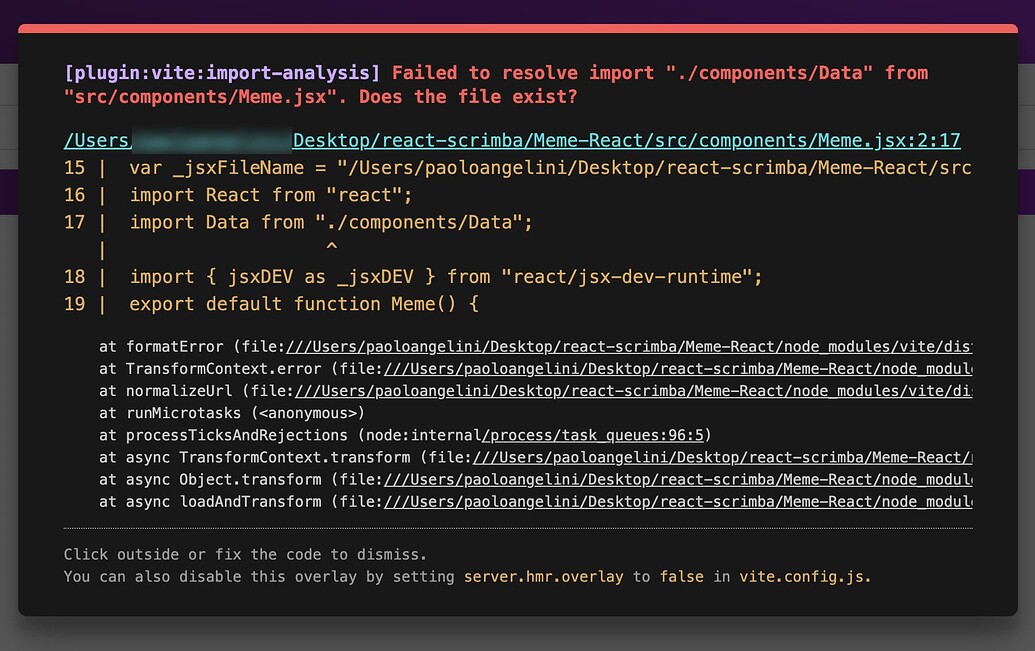 [plugin:vite:import-analysis] Failed to resolve import "./components/Data" from
"src/components/Meme.jsx". Does the file exist?
/Users/ Desktop/react-scrimba/Meme-React/src/components/Meme.jsx:2:17
15 | var _jsxFileName = "/Users/paoloangelini/Desktop/react-scrimba/Meme-React/src
16 | import React from "react";
17 | import Data from "./components/Data";
| ^
18 | import { jsxDEV as _jsxDEV } from "react/jsx-dev-runtime";
19 | export default function Meme() {
at formatError (file:///Users/paoloangelini/Desktop/react-scrimba/Meme-React/node_modules/vite/dis
at TransformContext.error (file:///Users/paoloangelini/Desktop/react-scrimba/Meme-React/node_modul
at normalizeUrl (file:///Users/paoloangelini/Desktop/react-scrimba/Meme-React/node_modules/vite/dis
at runMicrotasks (<anonymous>)
at processTicksAndRejections (node:internal/process/task_queues:96:5)
at async TransformContext.transform (file:///Users/paoloangelini/Desktop/react-scrimba/Meme-React/
at async Object.transform (file:///Users/paoloangelini/Desktop/react-scrimba/Meme-React/node_modul
at async loadAndTransform (file:///Users/paoloangelini/Desktop/react-scrimba/Meme-React/node_modul
Click outside or fix the code to dismiss.
You can also disable this overlay by setting server.hmr.overlay to false in vite.config.js.